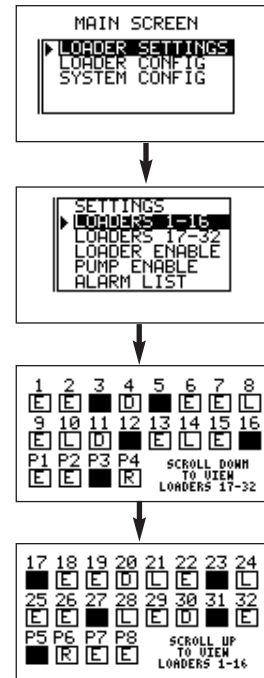 MAIN SCREEN
LOADER SETTINGS
LOADER CONFIG
SYSTEM CONFIG
SETTINGS
LOADERS 1-16
LOADERS 17-32
LOADER ENABLE
PUMP ENABLE
ALARM LIST
1 2 3 4 5 6 7 8
E E D E E L
9 10 11 12 13 14 15 16
E L D E L E
P1 P2 P3 P4
E E R
SCROLL DOWN
TO VIEW
LOADERS 17-32
17 18 19 20 21 22 23 24
E E D L E L
25 26 27 28 29 30 31 32
E E L E D E
P5 P6 P7 P8
R E E
SCROLL UP
TO VIEW
LOADERS 1-16